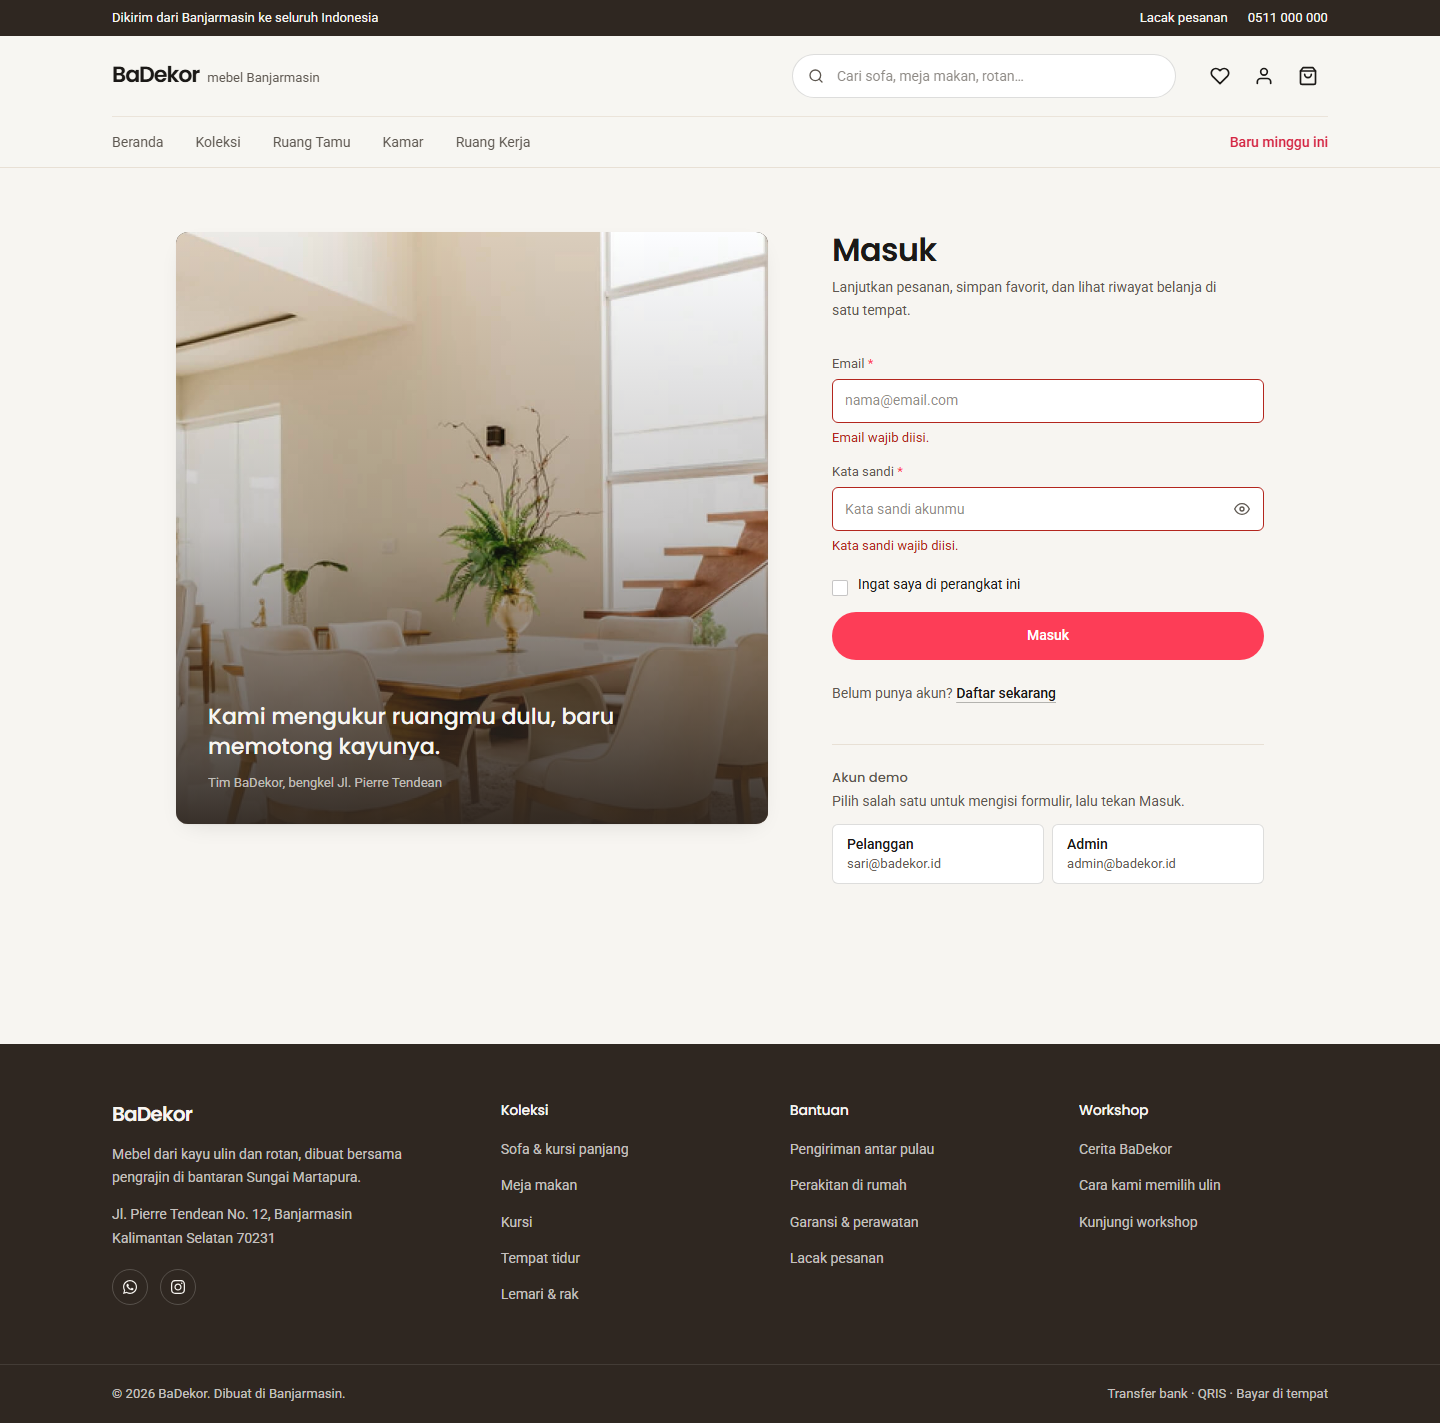 Dikirim dari Banjarmasin ke seluruh Indonesia
Lacak pesanan
0511 000 000
BaDekor
mebel Banjarmasin
Cari sofa, meja makan, rotan…
Beranda
Koleksi
Ruang Tamu
Kamar
Ruang Kerja
Baru minggu ini
Kami mengukur ruangmu dulu, baru
memotong kayunya.
Tim BaDekor, bengkel Jl. Pierre Tendean
Masuk
Lanjutkan pesanan, simpan favorit, dan lihat riwayat belanja di
satu tempat.
Email *
nama@email.com
Email wajib diisi.
Kata sandi *
Kata sandi akunmu
Kata sandi wajib diisi.
Ingat saya di perangkat ini
Masuk
Belum punya akun? Daftar sekarang
Akun demo
Pilih salah satu untuk mengisi formulir, lalu tekan Masuk.
Pelanggan
sari@badekor.id
Admin
admin@badekor.id
BaDekor
Mebel dari kayu ulin dan rotan, dibuat bersama
pengrajin di bantaran Sungai Martapura.
Jl. Pierre Tendean No. 12, Banjarmasin
Kalimantan Selatan 70231
Koleksi
Sofa & kursi panjang
Meja makan
Kursi
Tempat tidur
Lemari & rak
Bantuan
Pengiriman antar pulau
Perakitan di rumah
Garansi & perawatan
Lacak pesanan
Workshop
Cerita BaDekor
Cara kami memilih ulin
Kunjungi workshop
© 2026 BaDekor. Dibuat di Banjarmasin.
Transfer bank · QRIS · Bayar di tempat